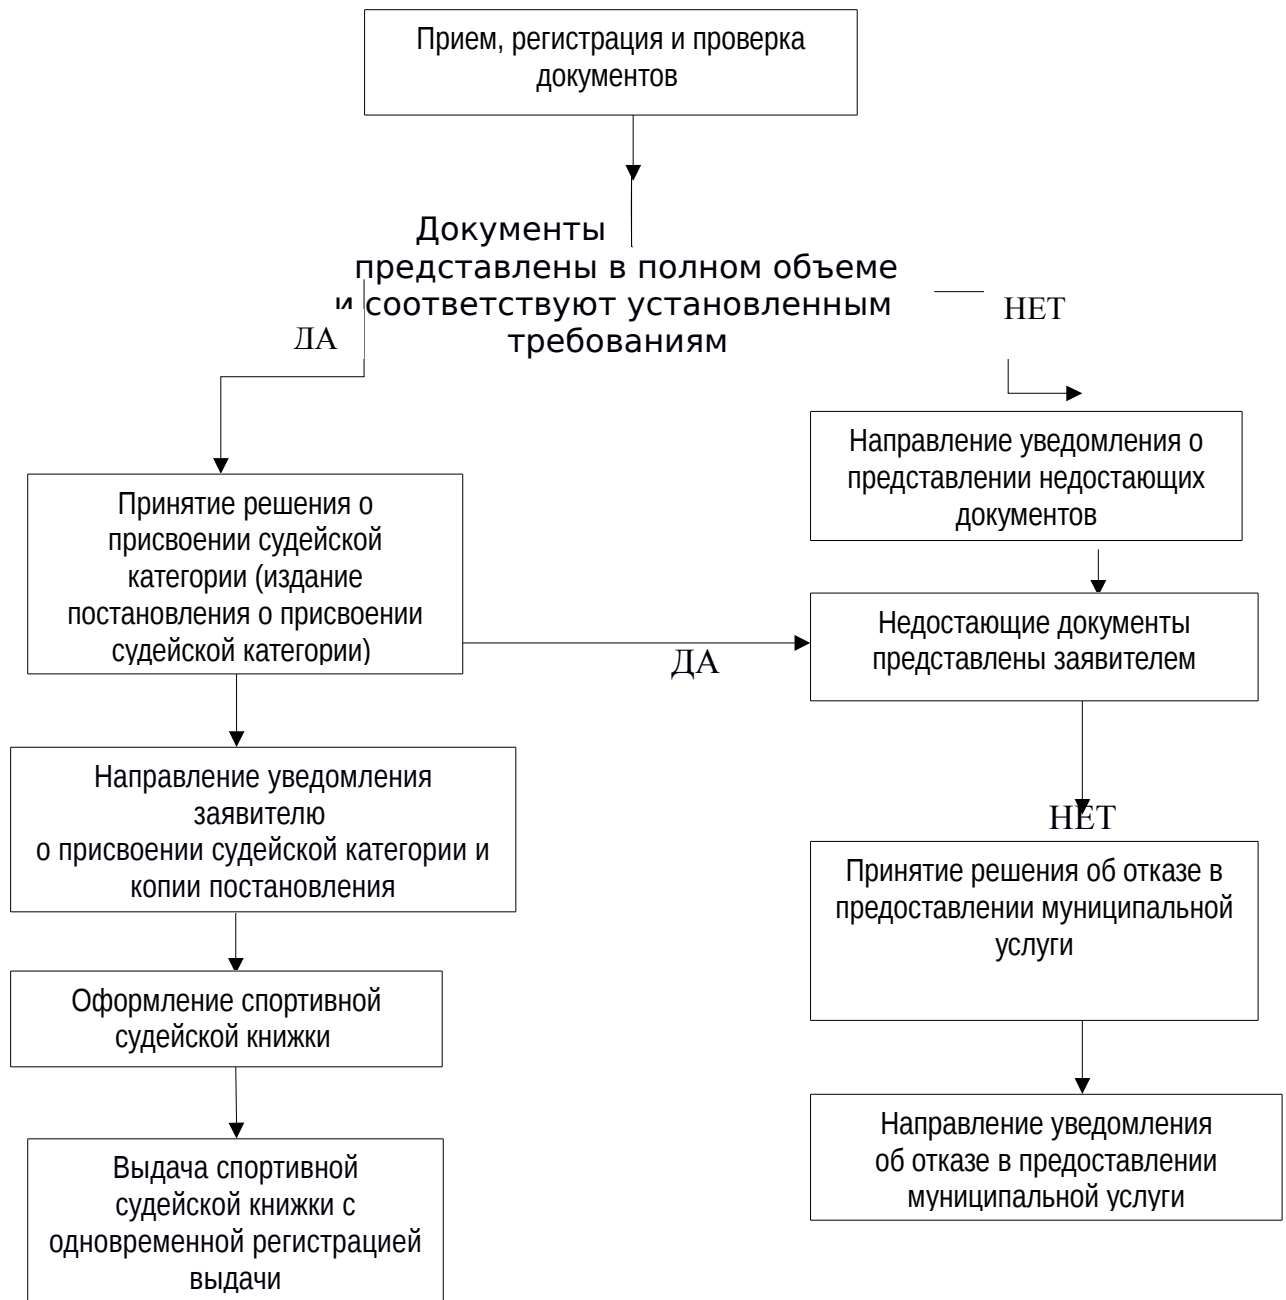 Прием, регистрация и проверка
документов
Документы
представлены в полном объеме
и соответствуют установленным
требованиям
ДА
НЕТ
Направление уведомления о
представлении недостающих
документов
Принятие решения о
присвоении судейской
категории (издание
постановления о присвоении
судейской категории)
Недостающие документы
представлены заявителем
ДА
Направление уведомления
заявителю
о присвоении судейской категории и
копии постановления
НЕТ
Принятие решения об отказе в
предоставлении муниципальной
услуги
Оформление спортивной
судейской книжки
Направление уведомления
об отказе в предоставлении
муниципальной услуги
Выдача спортивной
судейской книжки с
одновременной регистрацией
выдачи